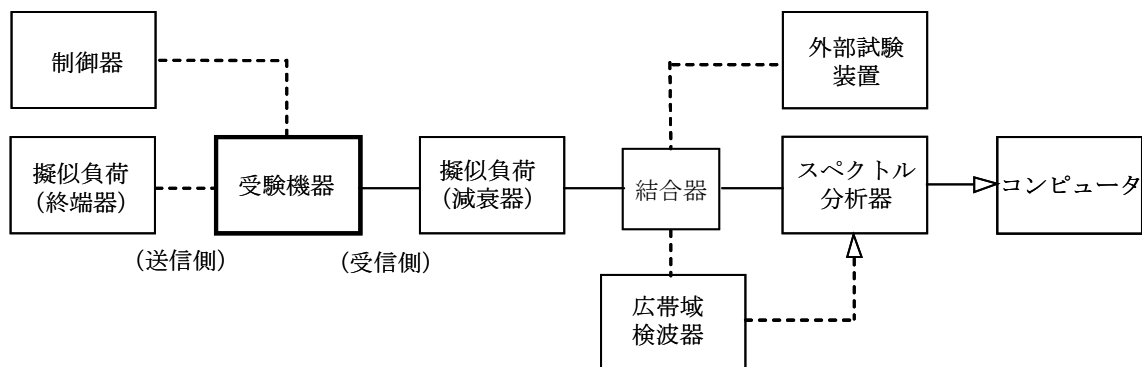 制御器
外部試験
装置
擬似負荷
(終端器)
受験機器
擬似負荷
(減衰器)
結合器
スペクトル
分析器
コンピュータ
(送信側)
(受信側)
広帯域
検波器